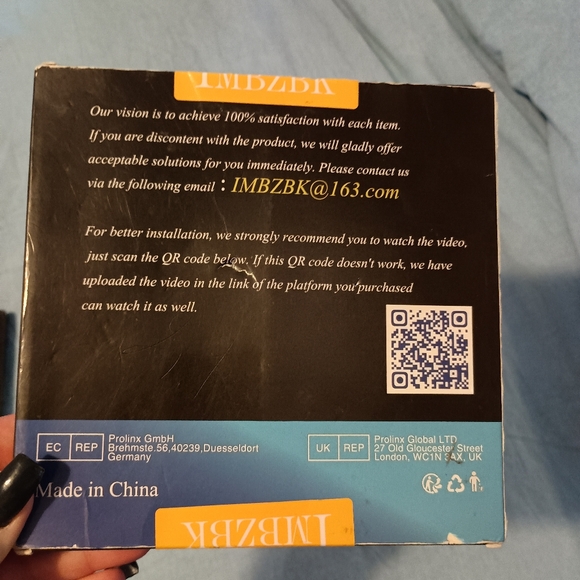 IMBZBK
Our vision is to achieve 100% satisfaction with each item.
If you are discontent with the product, we will gladly offer
acceptable solutions for you immediately. Please contact us
via the following email : IMBZBK@163.com
For better installation, we strongly recommend you to watch the video,
just scan the QR code below. If this QR code doesn't work, we have
uploaded the video in the link of the platform you purchased
can watch it as well.
EC REP
Prolinx GmbH
Brehmste.56,40239,Duesseldort
Germany
UK REP
Prolinx Global LTD
27 Old Gloucester Street
London, WC1N 3AX, UK
Made in China
IMBZBK